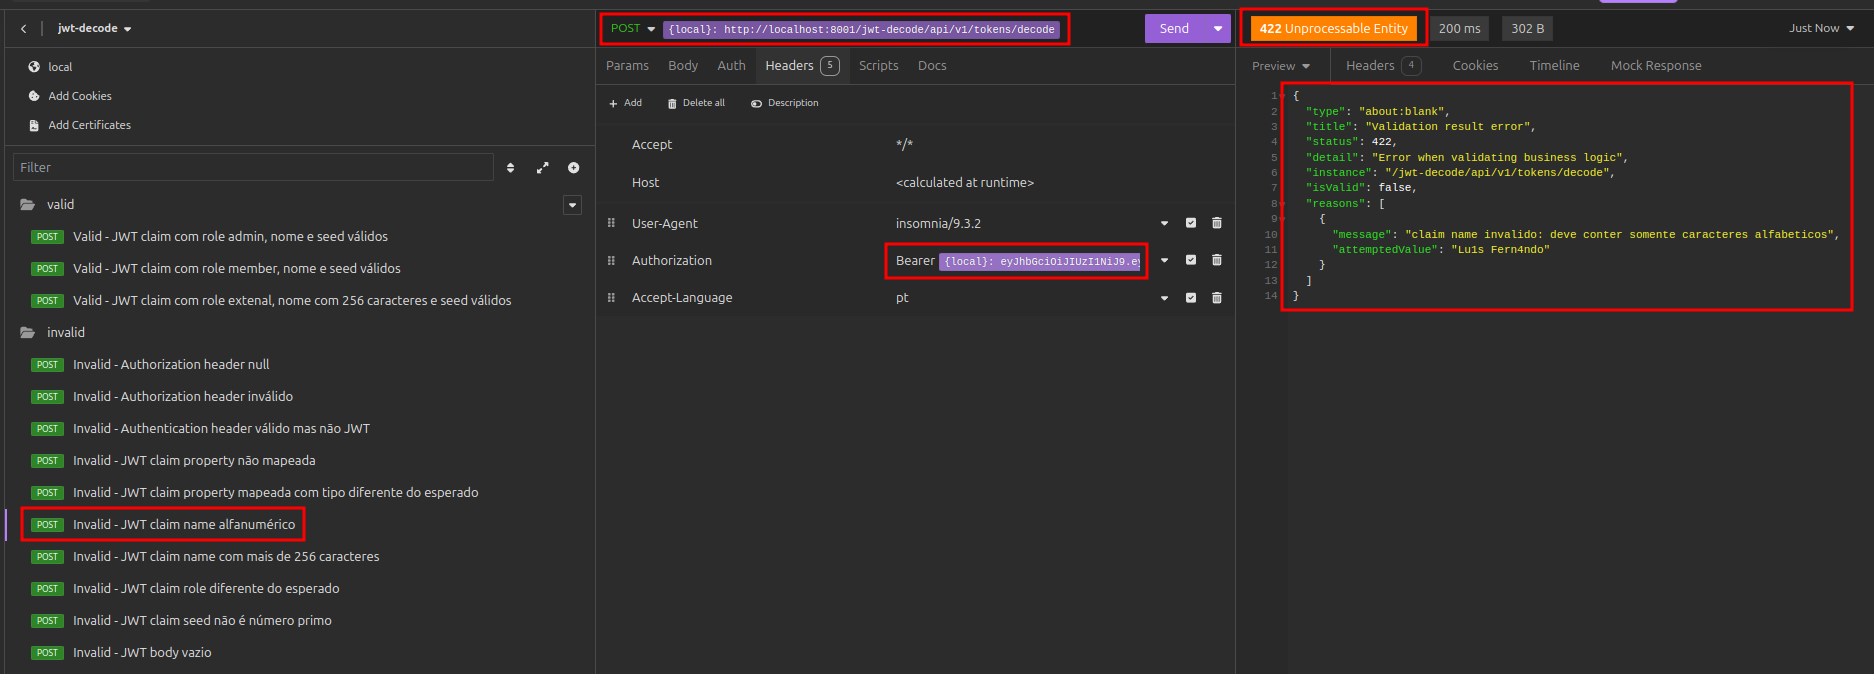 jwt-decode
local
Add Cookies
Add Certificates
Filter
valid
POST Valid - JWT claim com role admin, nome e seed válidos
POST Valid - JWT claim com role member, nome e seed válidos
POST Valid - JWT claim com role extenal, nome com 256 caracteres e seed válidos
invalid
POST Invalid - Authorization header null
POST Invalid - Authorization header inválido
POST Invalid - Authentication header válido mas não JWT
POST Invalid - JWT claim property não mapeada
POST Invalid - JWT claim property mapeada com tipo diferente do esperado
POST Invalid - JWT claim name alfanumérico
POST Invalid - JWT claim name com mais de 256 caracteres
POST Invalid - JWT claim role diferente do esperado
POST Invalid - JWT claim seed não é número primo
POST Invalid - JWT body vazio
POST {local}: http://localhost:8001/jwt-decode/api/v1/tokens/decode Send
Params Body Auth Headers 5 Scripts Docs
+ Add Delete all Description
Accept */*
Host <calculated at runtime>
User-Agent insomnia/9.3.2
Authorization Bearer {local}: eyJhbGciOiJIUzI1NiJ9.ey
Accept-Language pt
422 Unprocessable Entity 200 ms 302 B Just Now
Preview Headers 4 Cookies Timeline Mock Response
1 {
2 "type": "about:blank",
3 "title": "Validation result error",
4 "status": 422,
5 "detail": "Error when validating business logic",
6 "instance": "/jwt-decode/api/v1/tokens/decode",
7 "isValid": false,
8 "reasons": [
9 {
10 "message": "claim name invalido: deve conter somente caracteres alfabeticos",
11 "attemptedValue": "Lu1s Fern4ndo"
12 }
13 ]
14 }